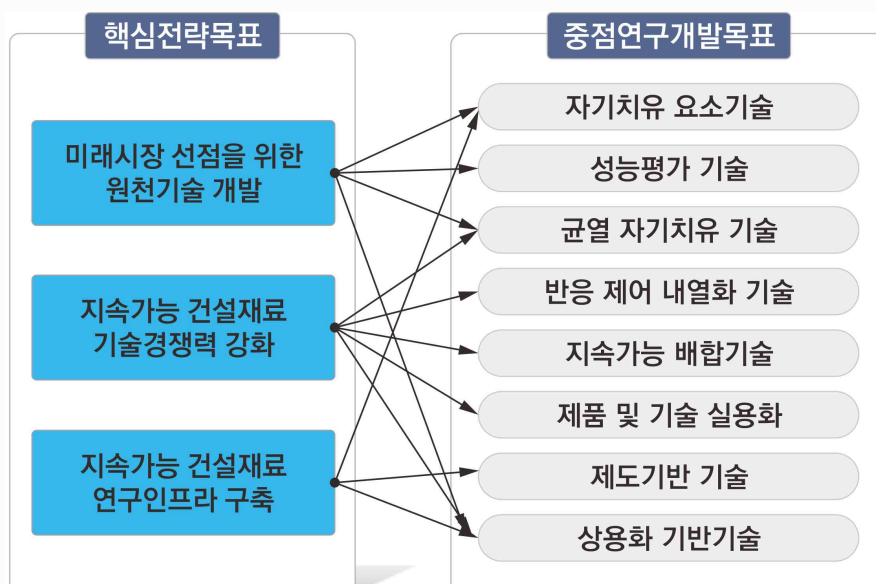 핵심전략목표
미래시장 선점을 위한
원천기술 개발
지속가능 건설재료
기술경쟁력 강화
지속가능 건설재료
연구인프라 구축
중점연구개발목표
자기치유 요소기술
성능평가 기술
균열 자기치유 기술
반응 제어 내열화 기술
지속가능 배합기술
제품 및 기술 실용화
제도기반 기술
상용화 기반기술